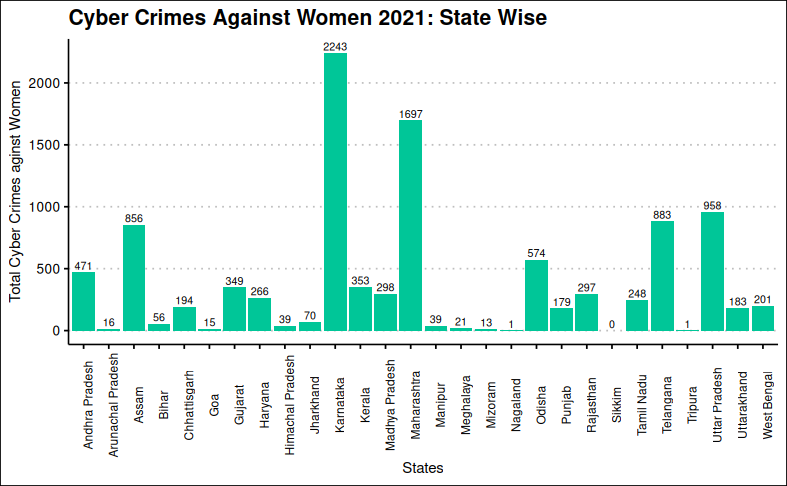 Cyber Crimes Against Women 2021: State Wise
Total Cyber Crimes aginst Women
2000
1500
1000
500
0
471
16
856
56
194
15
349
266
39
70
2243
353
298
1697
39
21
13
1
574
179
297
0
248
883
1
958
183
201
Andhra Pradesh
Arunachal Pradesh
Assam
Bihar
Chhattisgarh
Goa
Gujarat
Haryana
Himachal Pradesh
Jharkhand
Karnataka
Kerala
Madhya Pradesh
Maharashtra
Manipur
Meghalaya
Mizoram
Nagaland
Odisha
Punjab
Rajasthan
Sikkim
Tamil Nadu
Telangana
Tripura
Uttar Pradesh
Uttarakhand
West Bengal
States